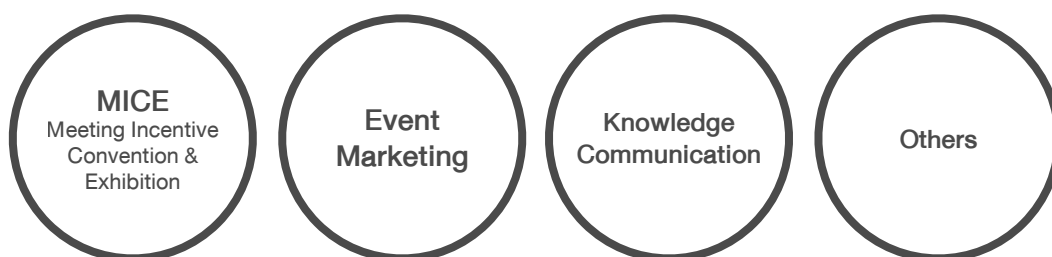 MICE
Meeting Incentive
Convention &
Exhibition
Event
Marketing
Knowledge
Communication
Others